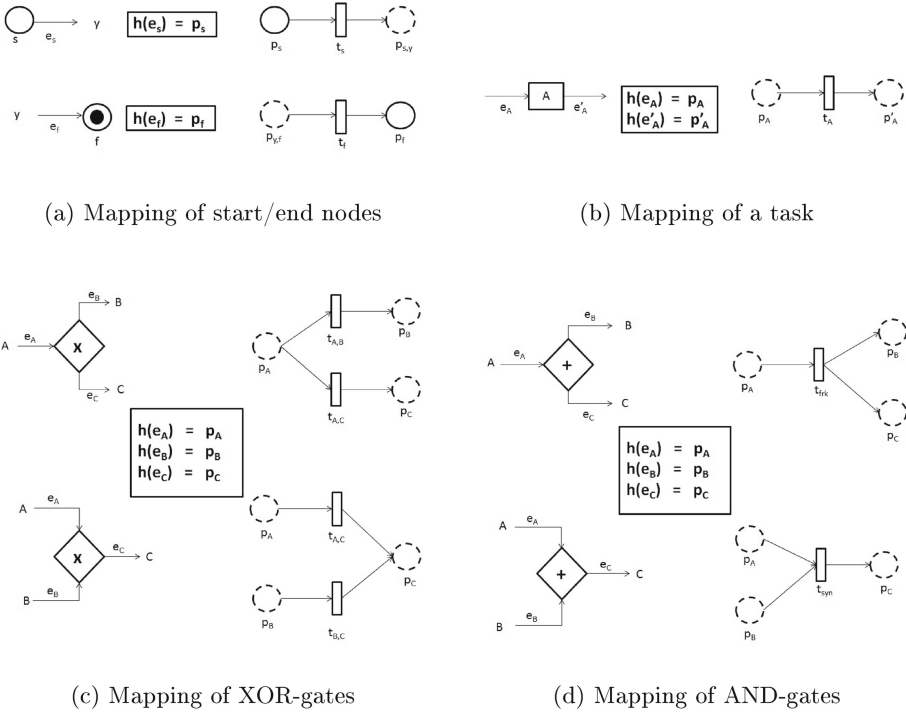 s
e_s
y
h(e_s) = p_s
p_s
t_s
p_s,y
y
e_f
f
h(e_f) = p_f
p_y,f
t_f
p_f
(a) Mapping of start/end nodes
e_A
A
e'_A
h(e_A) = p_A
h(e'_A) = p'_A
p_A
t_A
p'_A
(b) Mapping of a task
A
e_A
X
e_B
B
e_C
C
p_A
t_A,B
p_B
t_A,C
p_C
h(e_A) = p_A
h(e_B) = p_B
h(e_C) = p_C
A
e_A
X
e_C
C
B
e_B
p_A
t_A,C
p_C
p_B
t_B,C
(c) Mapping of XOR-gates
A
e_A
+
e_B
B
e_C
C
p_A
t_frk
p_B
p_C
h(e_A) = p_A
h(e_B) = p_B
h(e_C) = p_C
A
e_A
+
e_C
C
B
e_B
p_A
t_syn
p_C
p_B
(d) Mapping of AND-gates